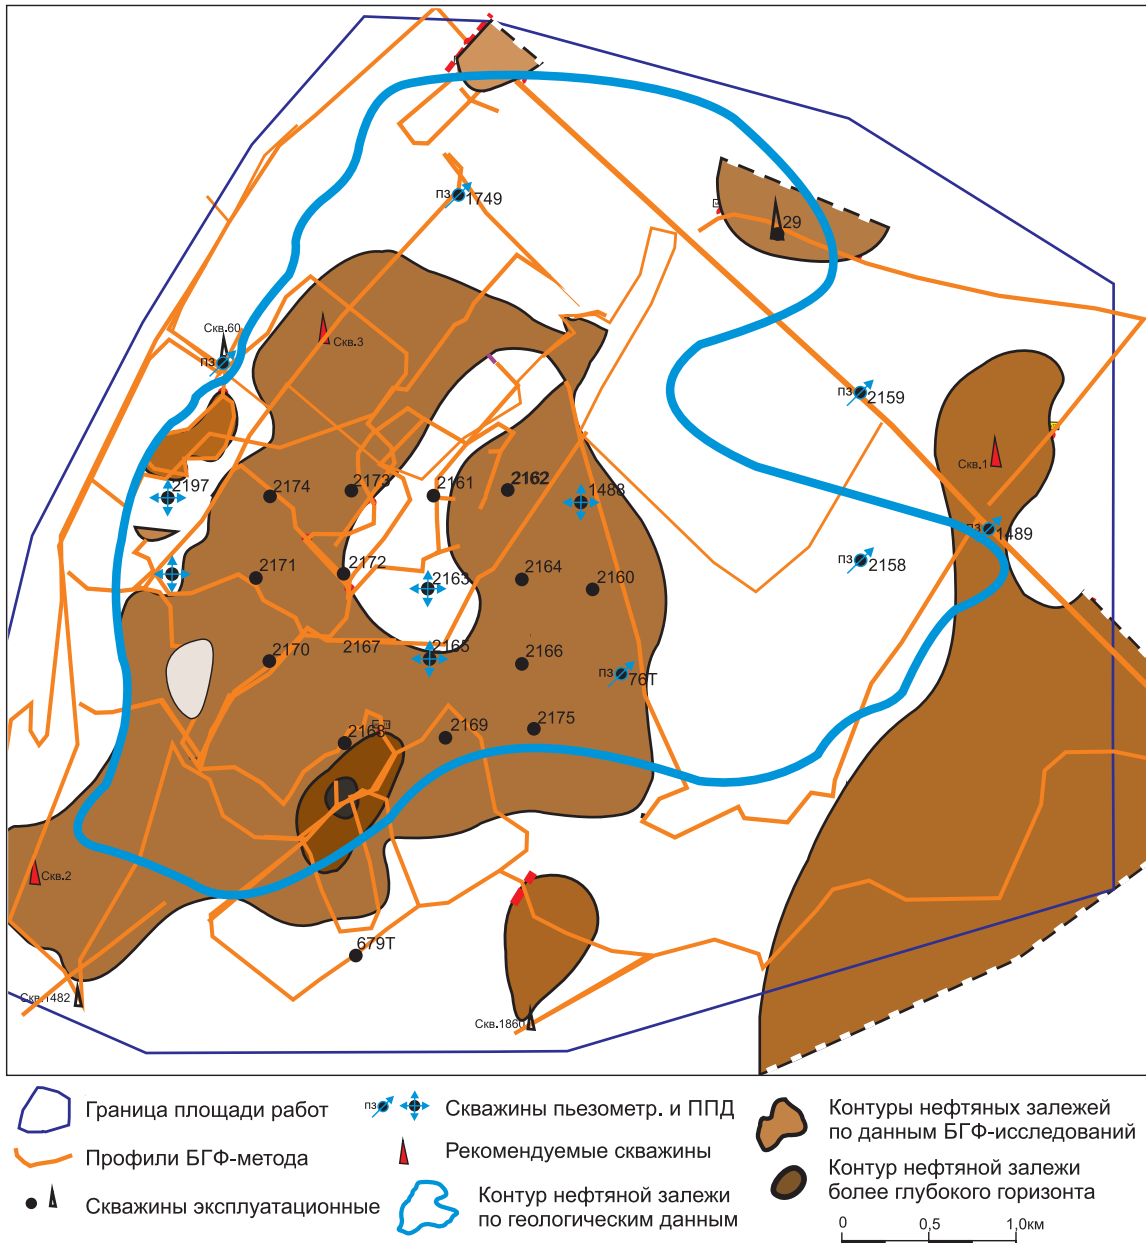 пз
1749
29
Скв.60
пз
Скв.3
пз
2159
Скв.1
2197
2174
2173
2161
2162
1488
пз
1489
2171
2172
2163
2164
2160
пз
2158
2170
2167
2165
2166
пз
76Т
2168
2169
2175
Скв.2
679Т
Скв.1482
Скв.1860
Граница площади работ
Профили БГФ-метода
Скважины эксплуатационные
пз
Скважины пьезометр. и ППД
Рекомендуемые скважины
Контур нефтяной залежи
по геологическим данным
Контуры нефтяных залежей
по данным БГФ-исследований
Контур нефтяной залежи
более глубокого горизонта
0 0,5 1,0км